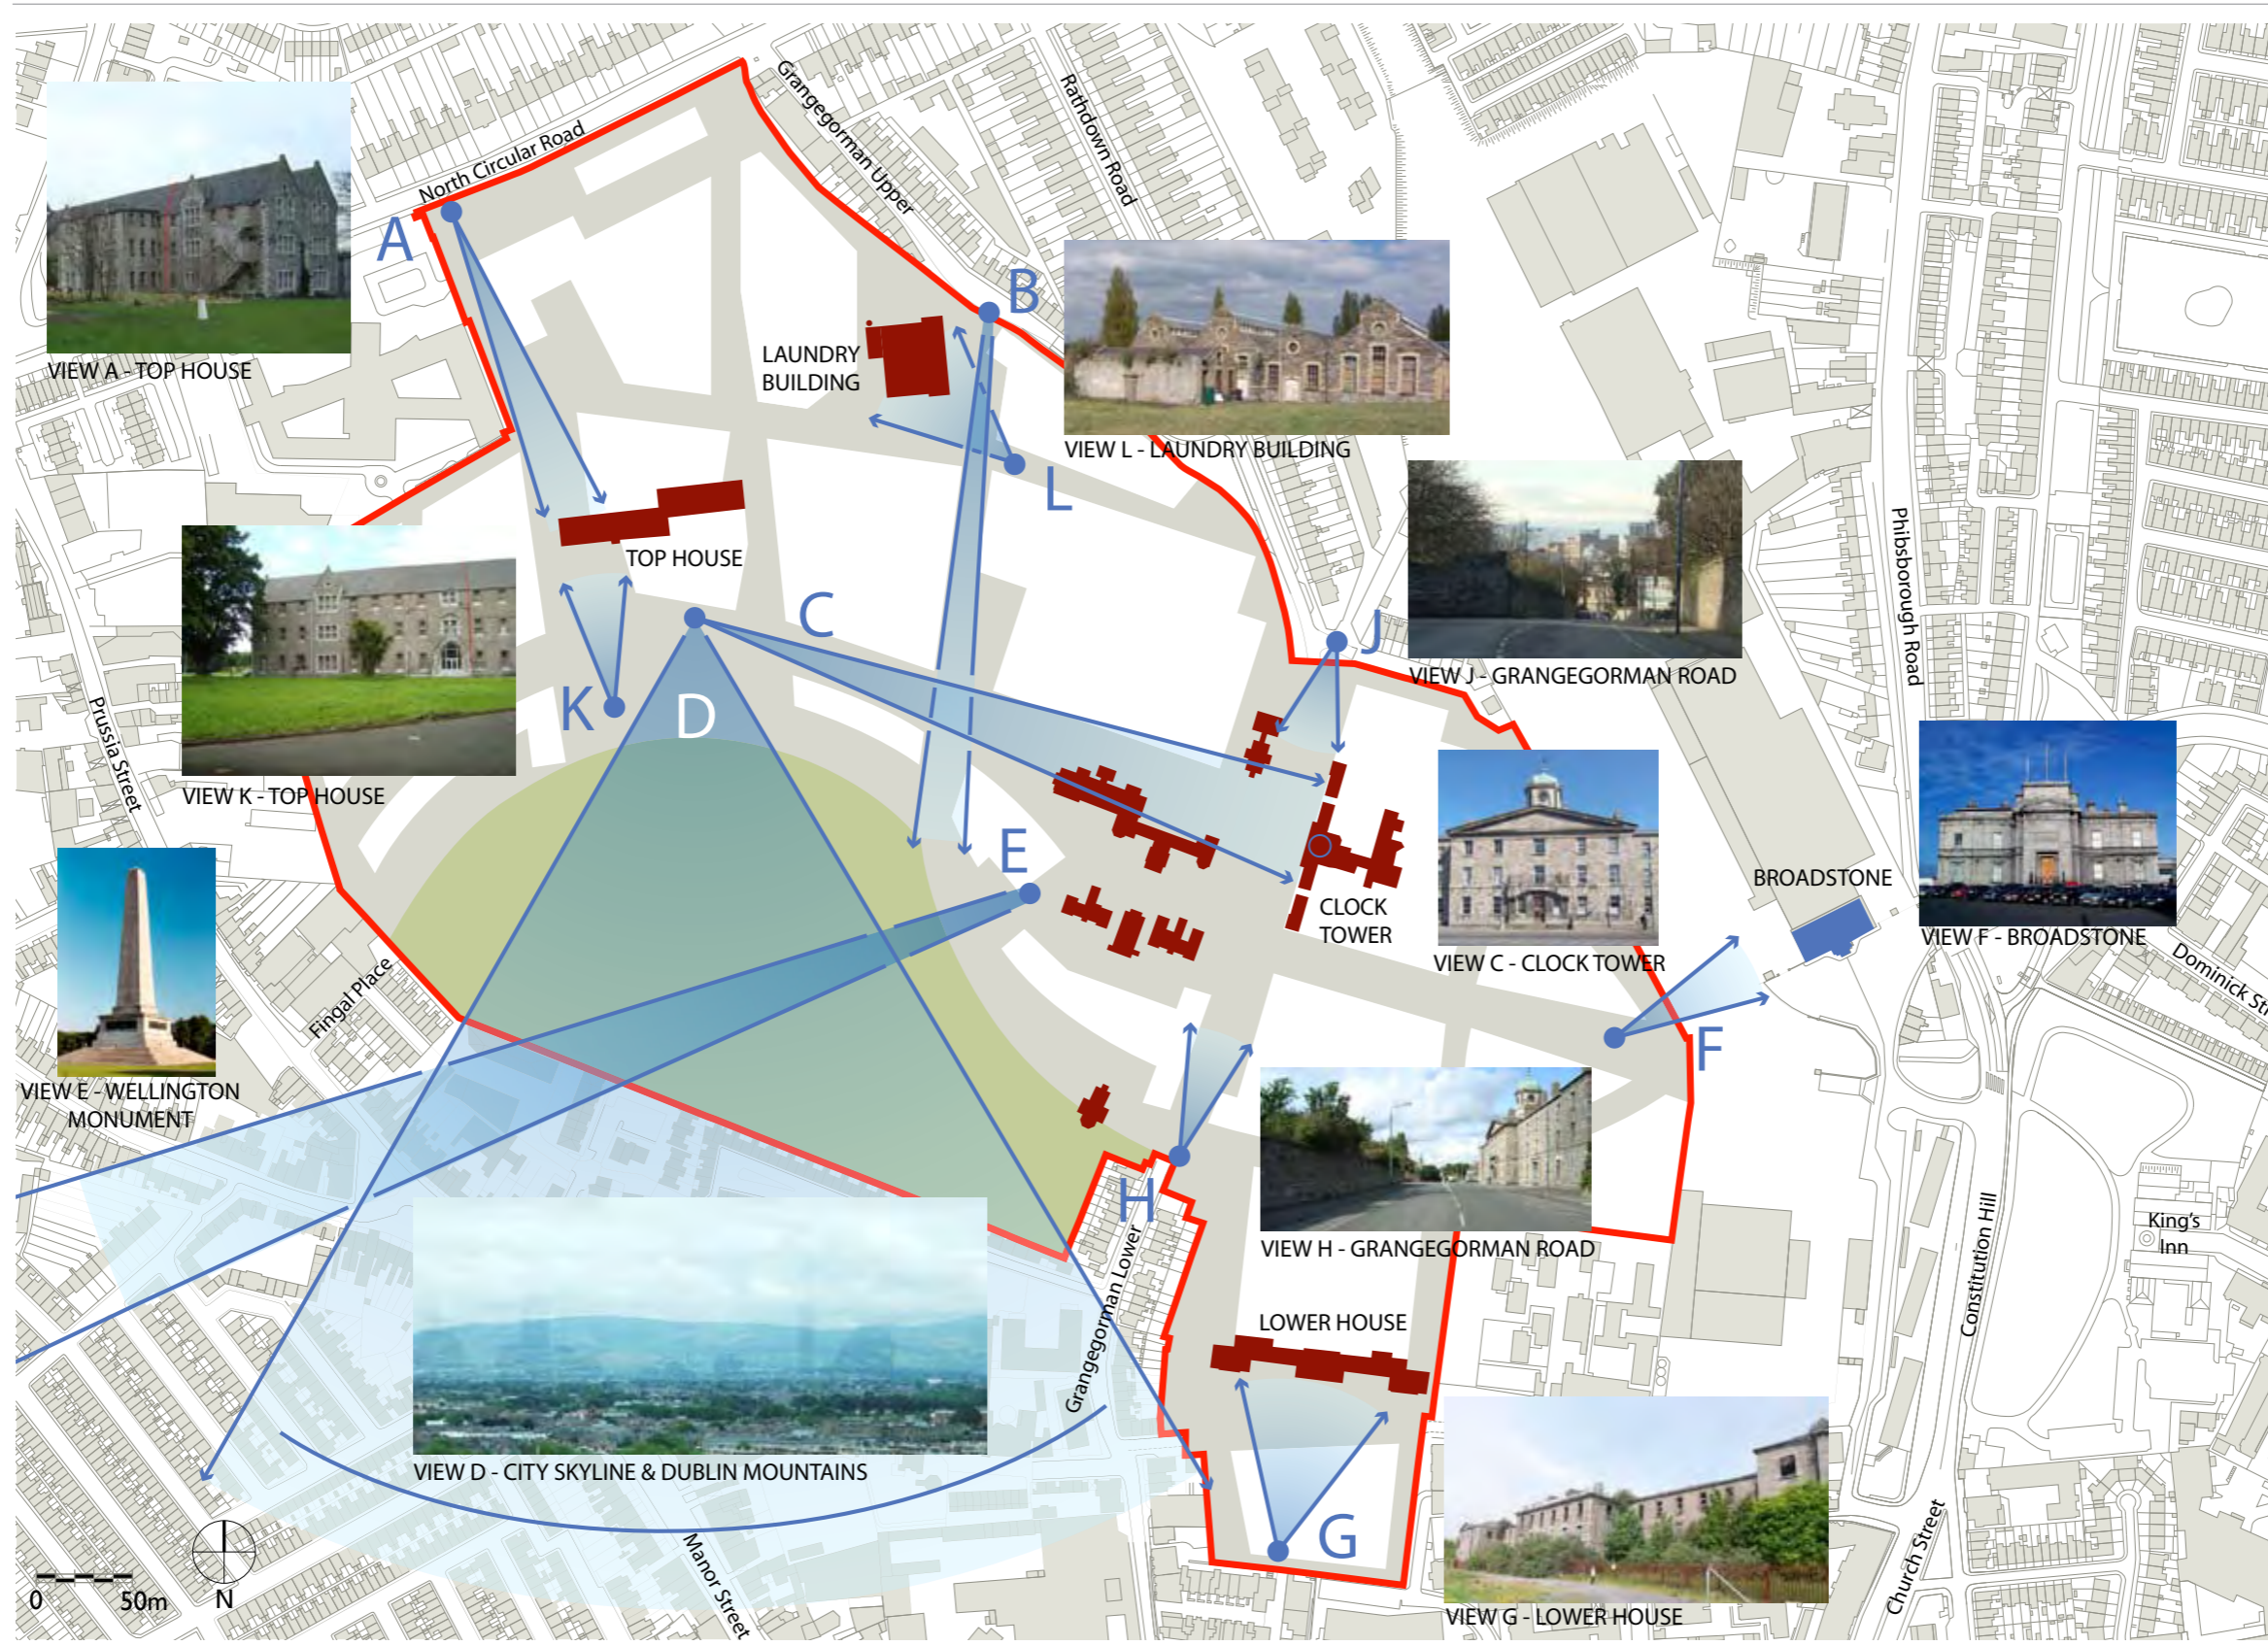 North Circular Road
Grangegorman Upper
Rathdown Road
A
VIEW A - TOP HOUSE
LAUNDRY
BUILDING
B
VIEW L - LAUNDRY BUILDING
L
TOP HOUSE
C
J
VIEW J - GRANGEGORMAN ROAD
Phibsborough Road
K
D
VIEW K - TOP HOUSE
Prussia Street
E
CLOCK
TOWER
VIEW C - CLOCK TOWER
BROADSTONE
VIEW F - BROADSTONE
Dominick Str
Fingal Place
VIEW E - WELLINGTON
MONUMENT
F
H
VIEW H - GRANGEGORMAN ROAD
Grangegorman Lower
Constitution Hill
King's
Inn
LOWER HOUSE
VIEW D - CITY SKYLINE & DUBLIN MOUNTAINS
G
VIEW G - LOWER HOUSE
Manor Street
Church Street
0 50m
N